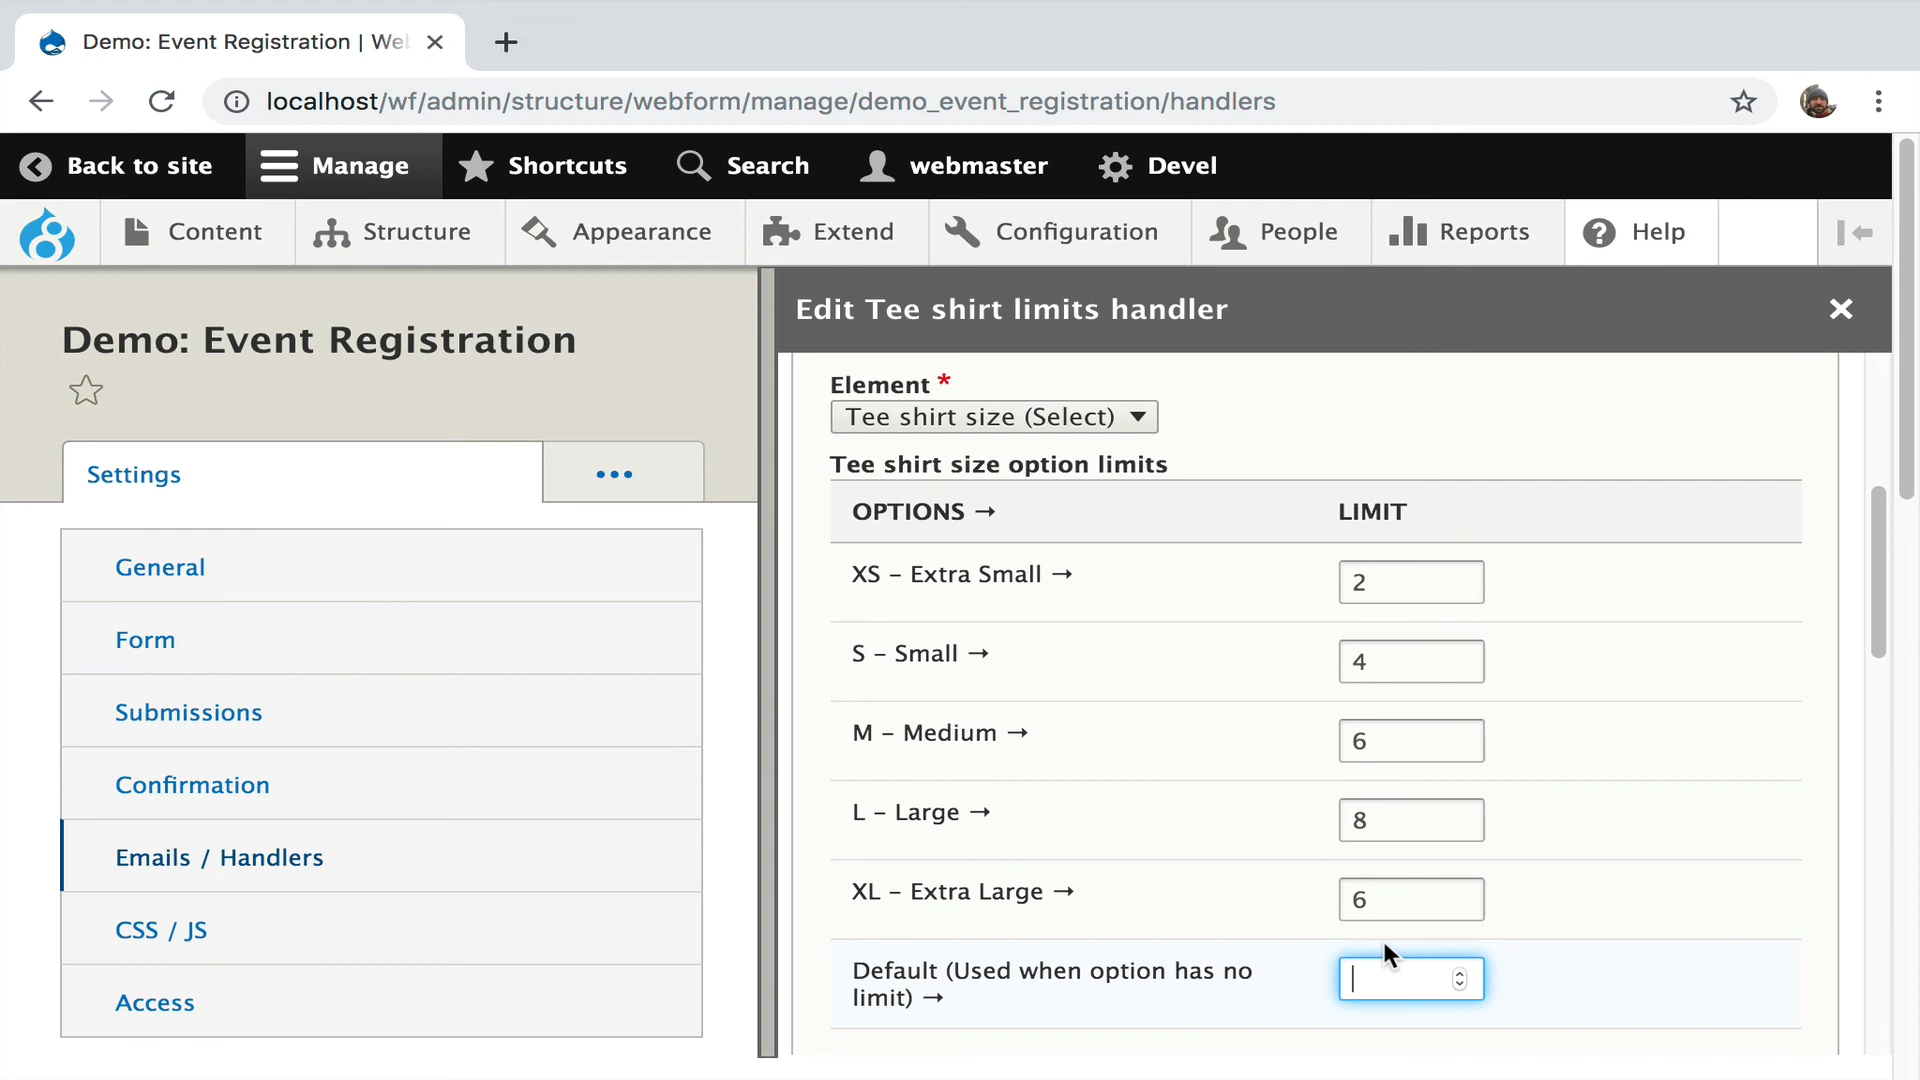 Demo: Event Registration | We
localhost/wf/admin/structure/webform/manage/demo_event_registration/handlers
Back to site
Manage
Shortcuts
Search
webmaster
Devel
Content
Structure
Appearance
Extend
Configuration
People
Reports
Help
Demo: Event Registration
Settings
General
Form
Submissions
Confirmation
Emails / Handlers
CSS / JS
Access
Edit Tee shirt limits handler
Element *
Tee shirt size (Select)
Tee shirt size option limits
OPTIONS → LIMIT
XS – Extra Small → 2
S – Small → 4
M – Medium → 6
L – Large → 8
XL – Extra Large → 6
Default (Used when option has no
limit) →